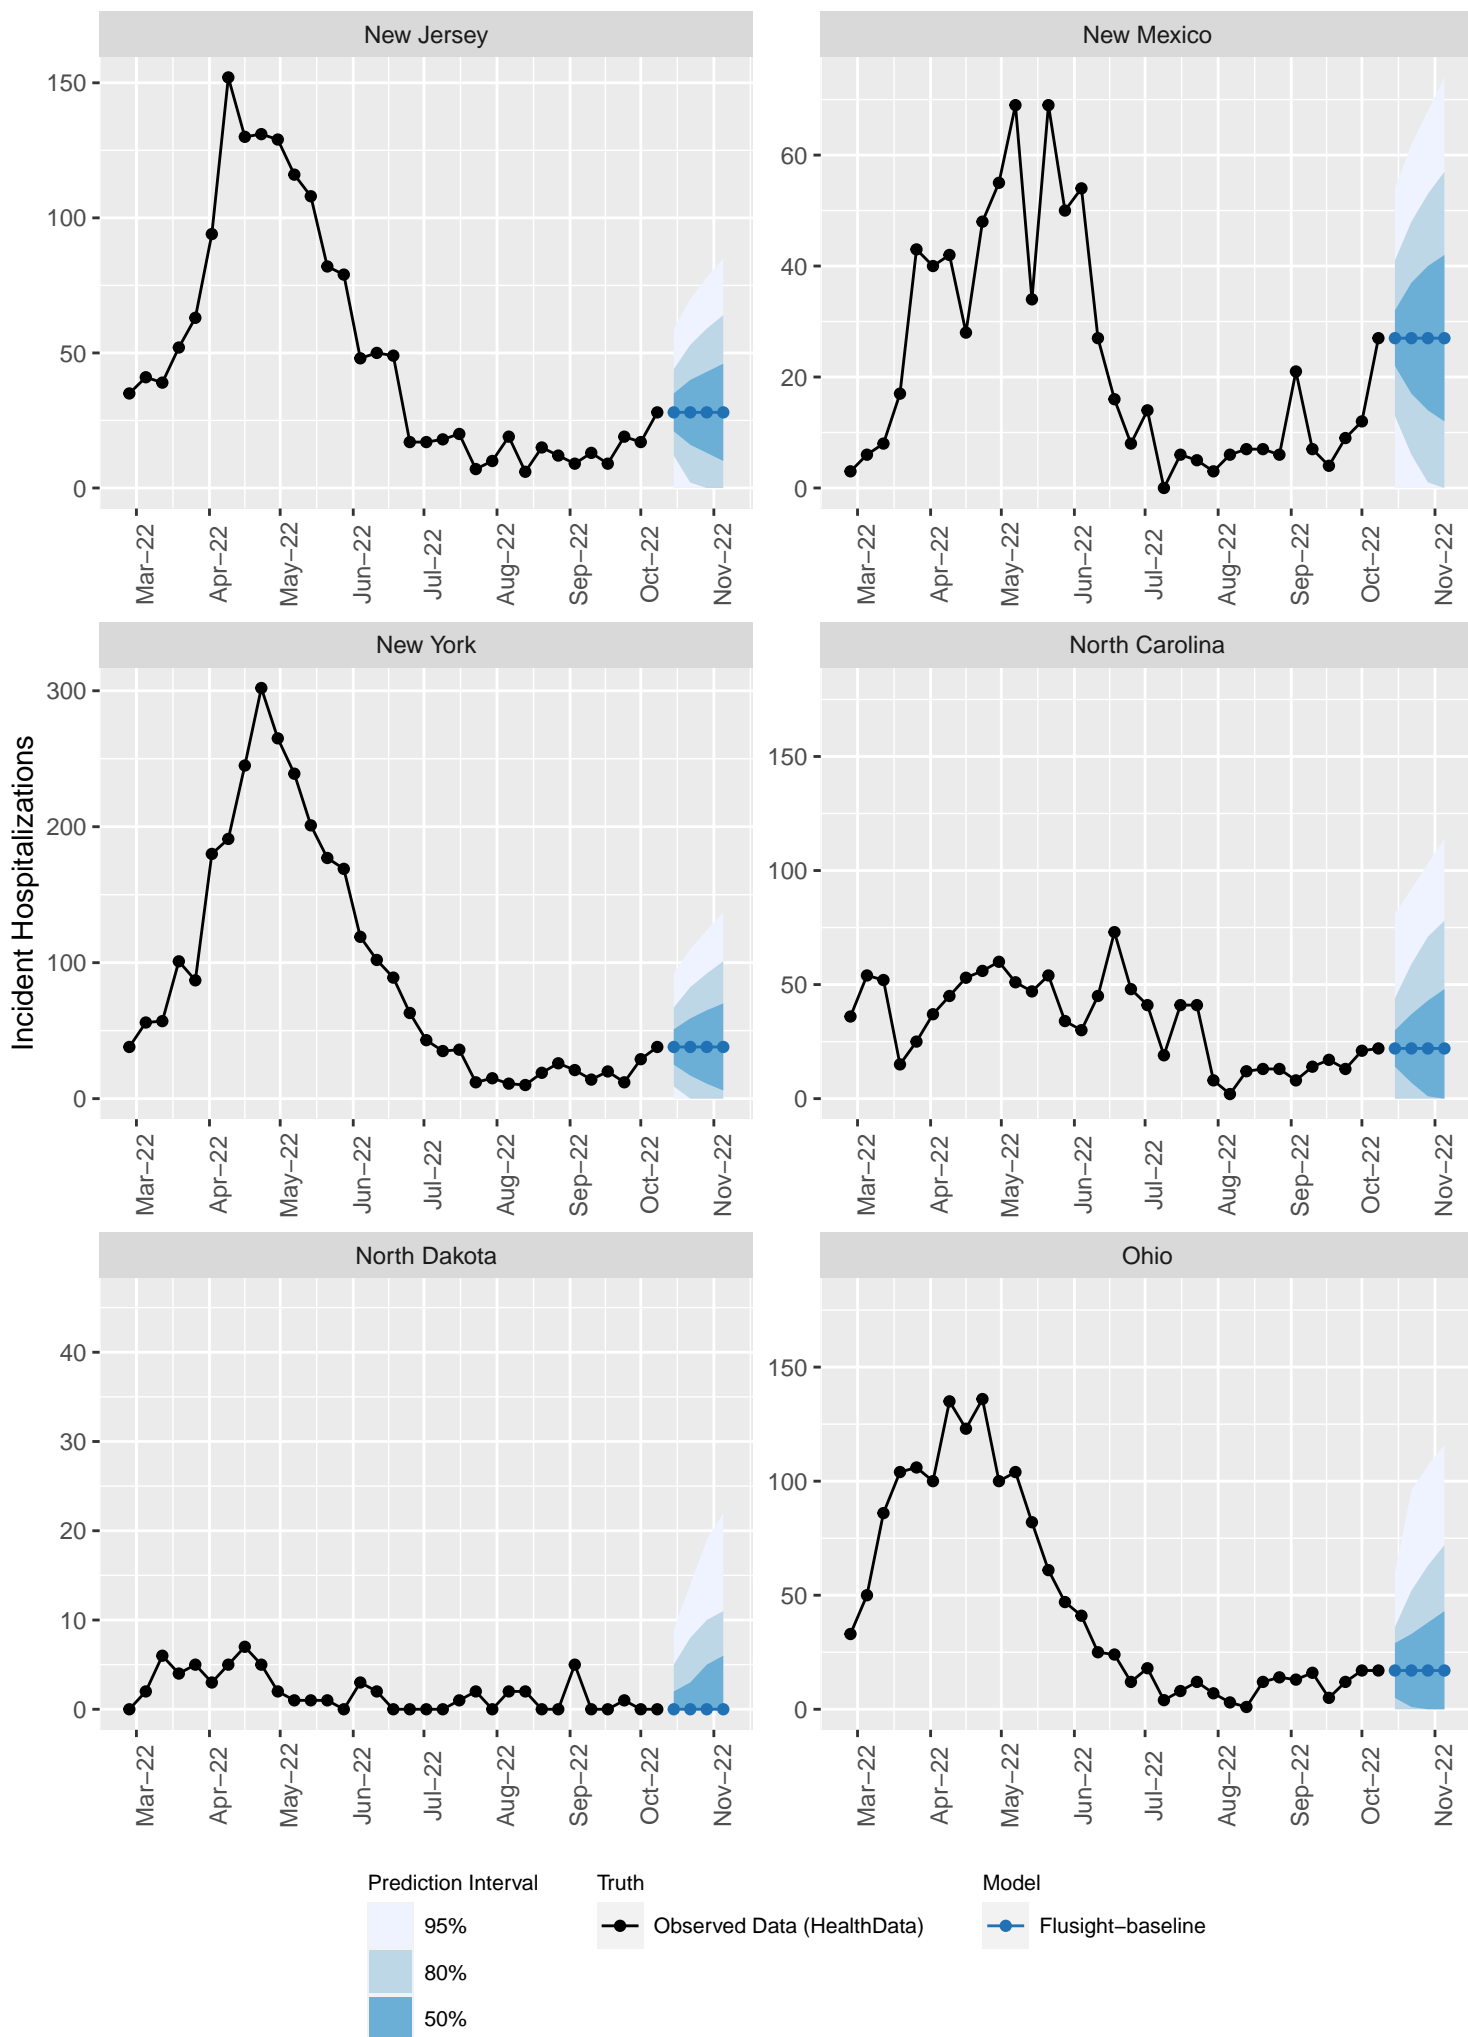 New Jersey
New Mexico
150
100
50
0
60
40
20
0
Mar−22
Apr−22
May−22
Jun−22
Jul−22
Aug−22
Sep−22
Oct−22
Nov−22
Mar−22
Apr−22
May−22
Jun−22
Jul−22
Aug−22
Sep−22
Oct−22
Nov−22
Incident Hospitalizations
New York
North Carolina
300
200
100
0
150
100
50
0
Mar−22
Apr−22
May−22
Jun−22
Jul−22
Aug−22
Sep−22
Oct−22
Nov−22
Mar−22
Apr−22
May−22
Jun−22
Jul−22
Aug−22
Sep−22
Oct−22
Nov−22
North Dakota
Ohio
40
30
20
10
0
150
100
50
0
Mar−22
Apr−22
May−22
Jun−22
Jul−22
Aug−22
Sep−22
Oct−22
Nov−22
Mar−22
Apr−22
May−22
Jun−22
Jul−22
Aug−22
Sep−22
Oct−22
Nov−22
Prediction Interval
95%
80%
50%
Truth
Observed Data (HealthData)
Model
Flusight−baseline